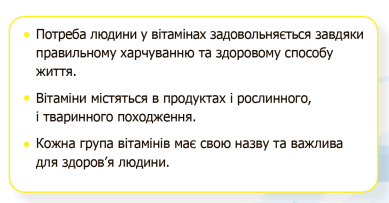 • Потреба людини у вітамінах задовольняється завдяки
правильному харчуванню та здоровому способу
життя.
• Вітаміни містяться в продуктах і рослинного,
і тваринного походження.
• Кожна група вітамінів має свою назву та важлива
для здоров’я людини.